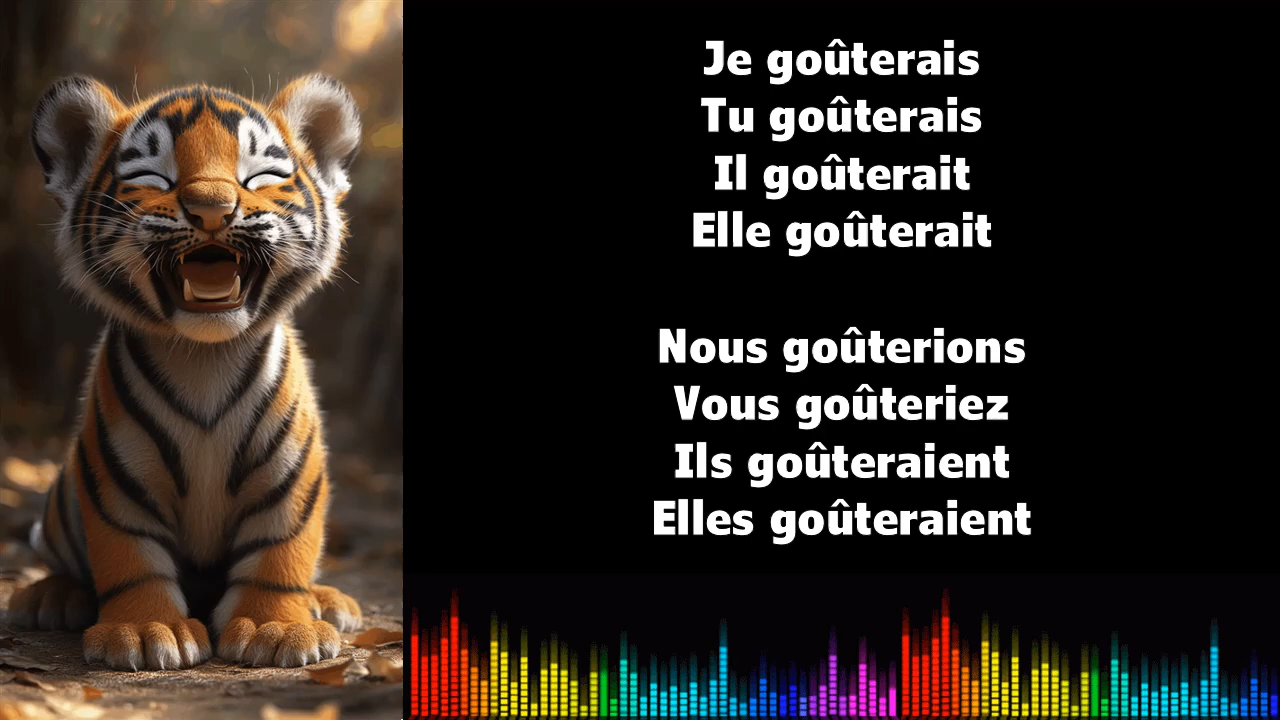 Je goûterais
Tu goûterais
Il goûterait
Elle goûterait
Nous goûterions
Vous goûteriez
Ils goûteraient
Elles goûteraient